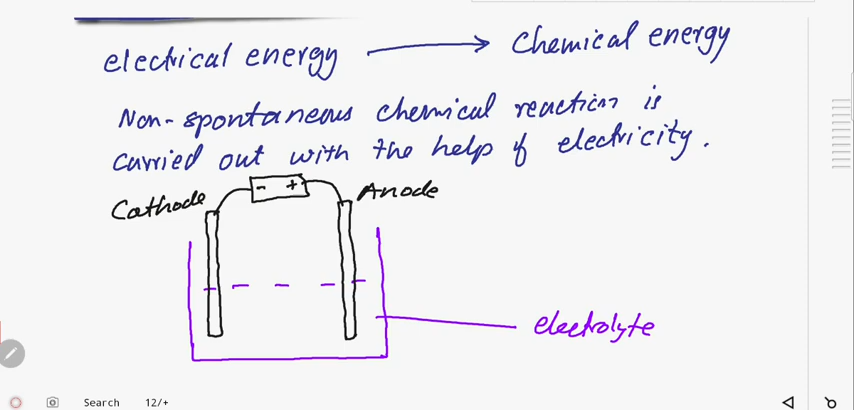 electrical energy → Chemical energy
Non-spontaneous chemical reaction is
carried out with the help of electricity.
Cathode - + Anode
electrolyte
Search 12/+